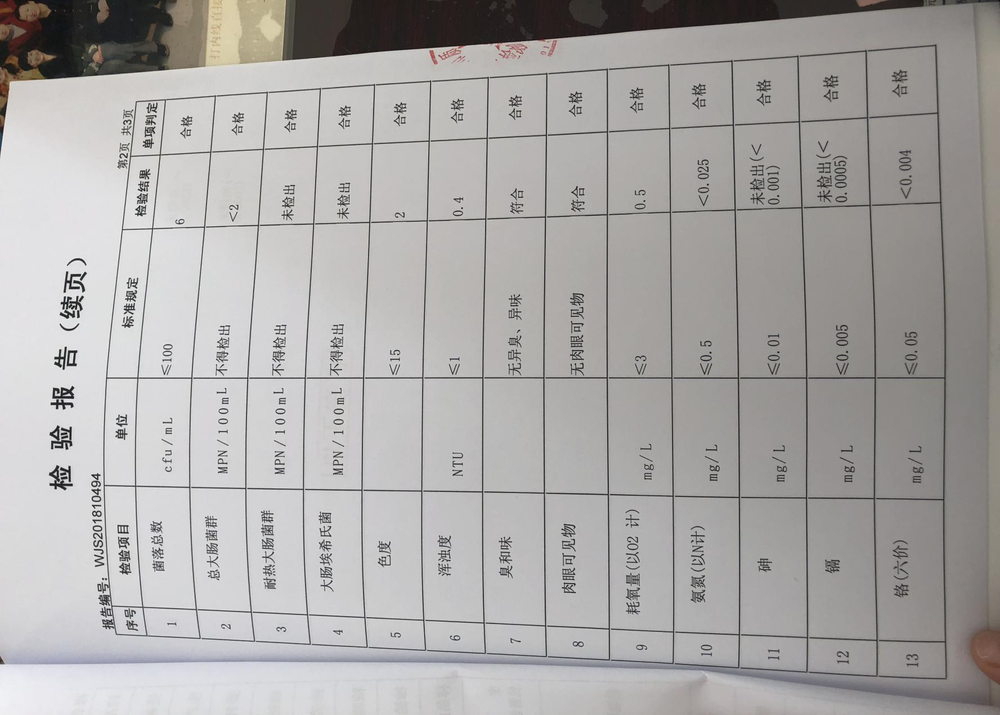 检 验 报 告（续页）
报告编号：WJS201810494 第2页 共3页
序号 检验项目 单位 标准规定 检验结果 单项判定
1 菌落总数 cfu/mL ≤100 6 合格
2 总大肠菌群 MPN/100mL 不得检出 <2 合格
3 耐热大肠菌群 MPN/100mL 不得检出 未检出 合格
4 大肠埃希氏菌 MPN/100mL 不得检出 未检出 合格
5 色度 ≤15 2 合格
6 浑浊度 NTU ≤1 0.4 合格
7 臭和味 无异臭、异味 符合 合格
8 肉眼可见物 无肉眼可见物 符合 合格
9 耗氧量(以O2 计) mg/L ≤3 0.5 合格
10 氨氮(以N计) mg/L ≤0.5 <0.025 合格
11 砷 mg/L ≤0.01 未检出(<
0.001) 合格
12 镉 mg/L ≤0.005 未检出(<
0.0005) 合格
13 铬(六价) mg/L ≤0.05 <0.004 合格
打内线直接